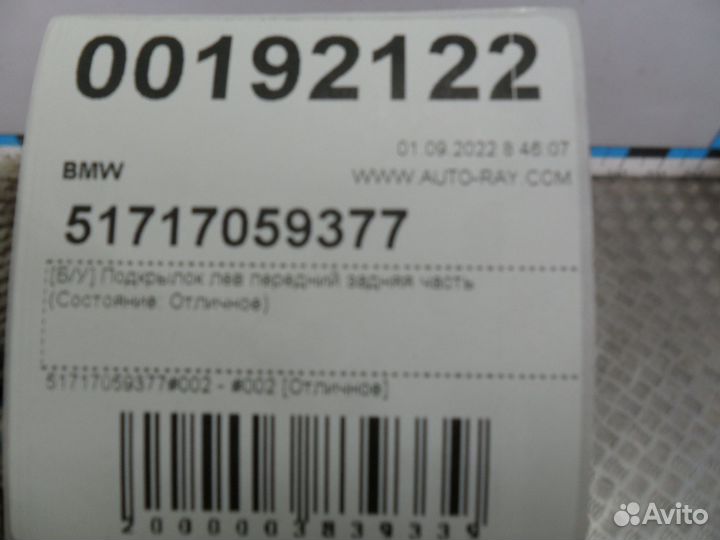 00192122
01.09.2022 8:46:07
BMW
WWW.AUTO-RAY.COM
51717059377
[Б/У] Подкрылок лев передний задняя часть
(Состояние: Отличное)
51717059377#002 - #002 [Отличное]
2000003839339
Avito